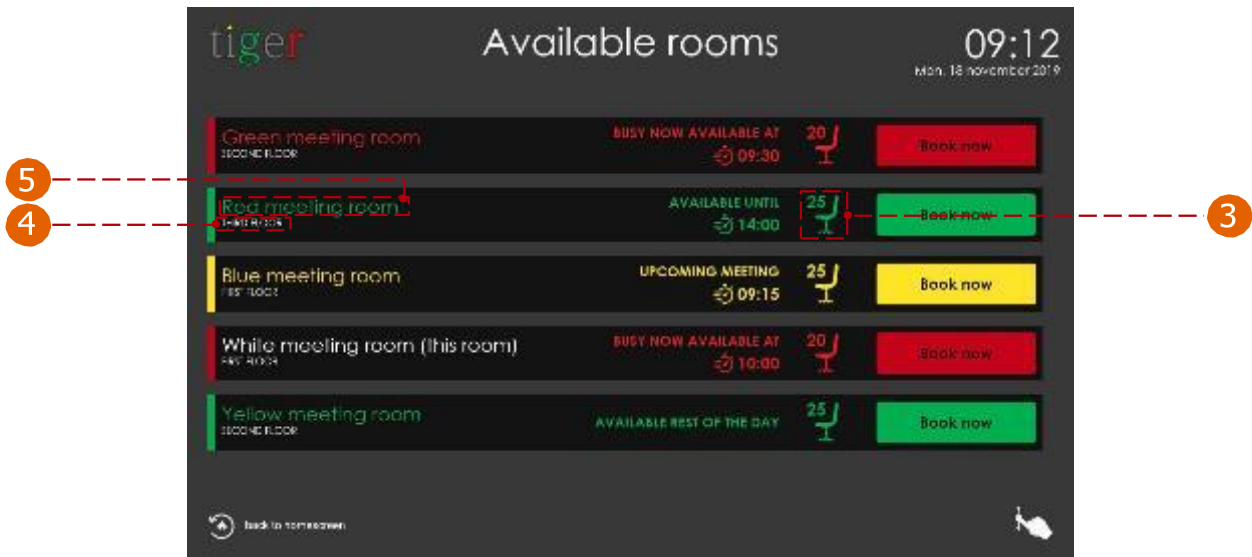 tiger
Available rooms
09:12
Mon, 18 november 2019
Green meeting room
SECOND FLOOR
BUSY NOW AVAILABLE AT
09:30
20
Book now
5
Red meeting room
4
THIRD FLOOR
AVAILABLE UNTIL
14:00
25
Book now
3
Blue meeting room
FIRST FLOOR
UPCOMING MEETING
09:15
25
Book now
White meeting room (this room)
FIRST FLOOR
BUSY NOW AVAILABLE AT
10:00
20
Book now
Yellow meeting room
SECOND FLOOR
AVAILABLE REST OF THE DAY
25
Book now
back to homescreen